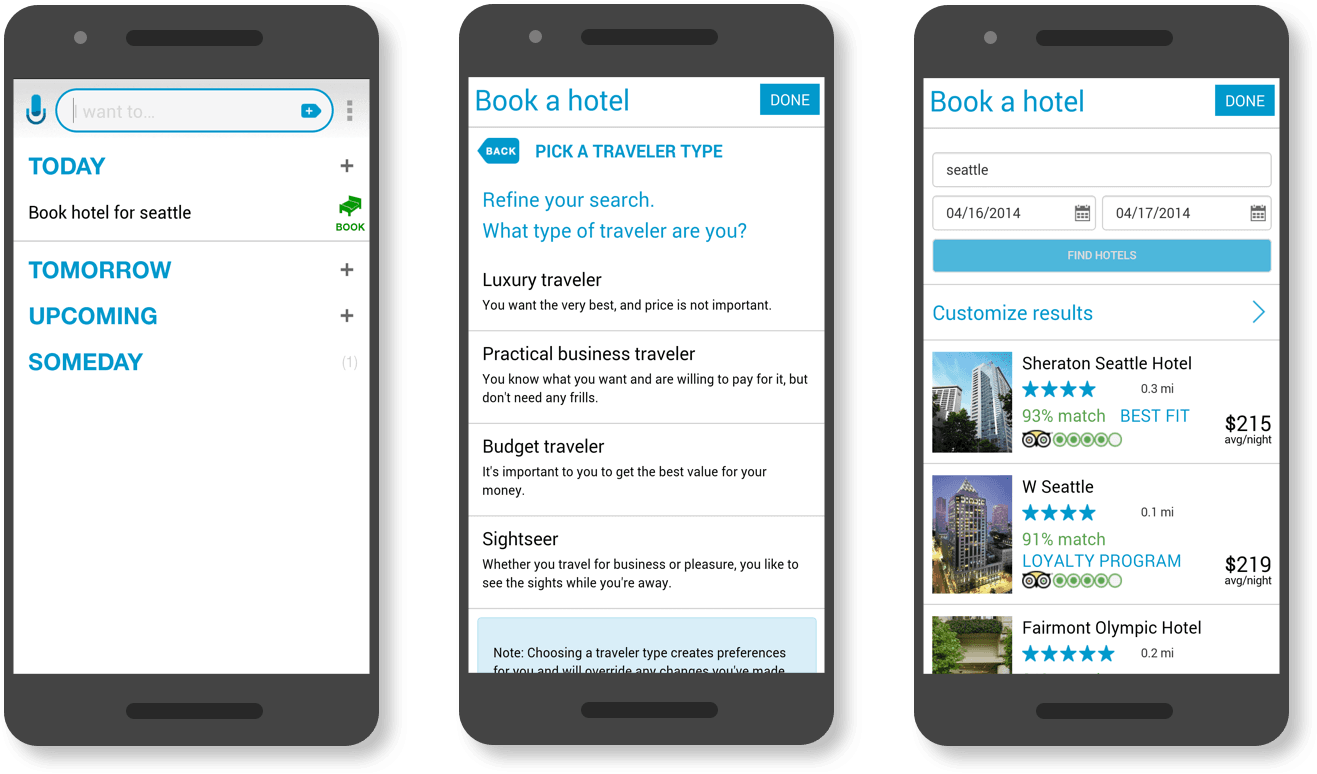 I want to...
TODAY
Book hotel for seattle
BOOK
TOMORROW
UPCOMING
SOMEDAY (1)
Book a hotel
DONE
BACK
PICK A TRAVELER TYPE
Refine your search.
What type of traveler are you?
Luxury traveler
You want the very best, and price is not important.
Practical business traveler
You know what you want and are willing to pay for it, but
don't need any frills.
Budget traveler
It's important to you to get the best value for your
money.
Sightseer
Whether you travel for business or pleasure, you like to
see the sights while you're away.
Note: Choosing a traveler type creates preferences
for you and will override any changes you've made
Book a hotel
DONE
seattle
04/16/2014
04/17/2014
FIND HOTELS
Customize results
Sheraton Seattle Hotel
0.3 mi
93% match BEST FIT
$215
avg/night
W Seattle
0.1 mi
91% match
LOYALTY PROGRAM
$219
avg/night
Fairmont Olympic Hotel
0.2 mi